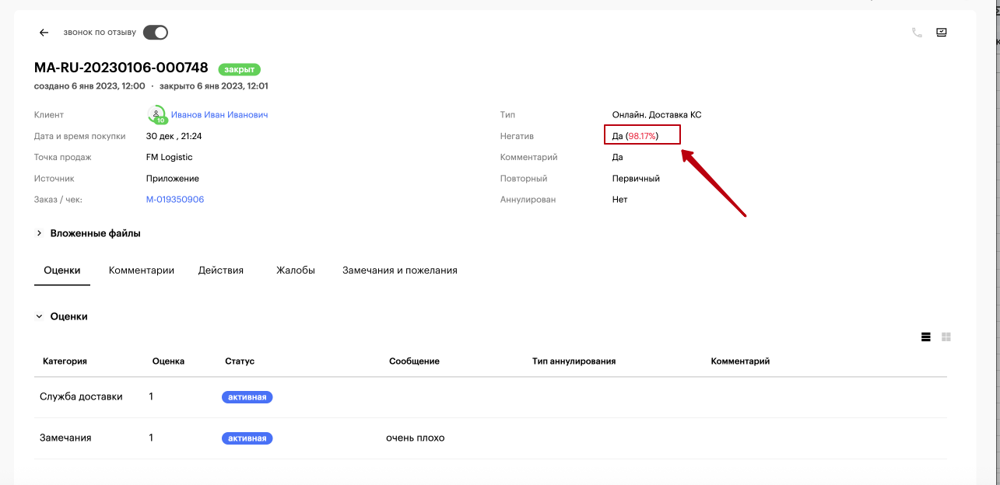 звонок по отзыву
MA-RU-20230106-000748 закрыт
создано 6 янв 2023, 12:00 · закрыто 6 янв 2023, 12:01
Клиент 10 Иванов Иван Иванович
Дата и время покупки 30 дек , 21:24
Точка продаж FM Logistic
Источник Приложение
Заказ / чек: M-019350906
Тип Онлайн. Доставка КС
Негатив Да (98.17%)
Комментарий Да
Повторный Первичный
Аннулирован Нет
Вложенные файлы
Оценки Комментарии Действия Жалобы Замечания и пожелания
Оценки
Категория Оценка Статус Сообщение Тип аннулирования Комментарий
Служба доставки 1 активная
Замечания 1 активная очень плохо